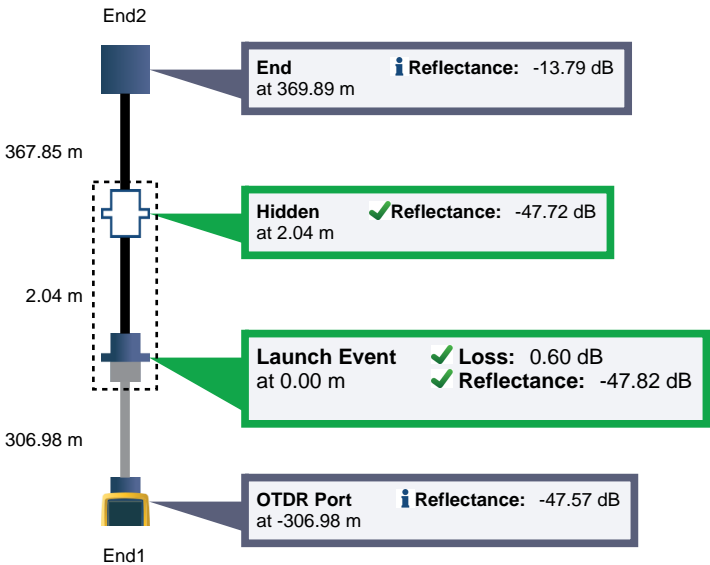 End2
End Reflectance: -13.79 dB
at 369.89 m
367.85 m
Hidden Reflectance: -47.72 dB
at 2.04 m
2.04 m
Launch Event Loss: 0.60 dB
at 0.00 m Reflectance: -47.82 dB
306.98 m
OTDR Port Reflectance: -47.57 dB
at -306.98 m
End1